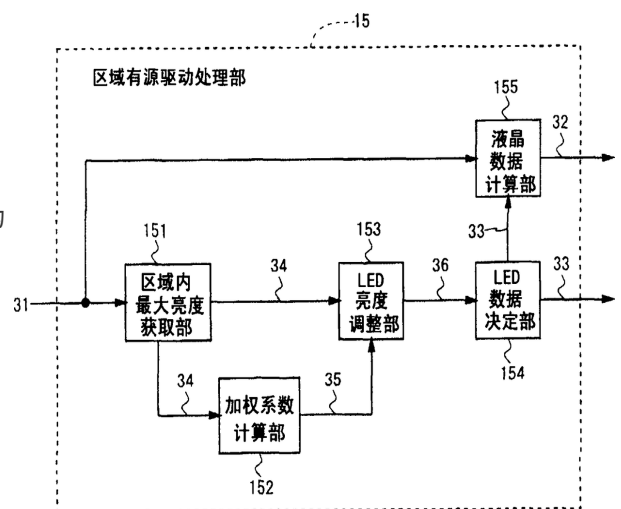 15
区域有源驱动处理部
155
液晶
数据
计算部
32
33
151
区域内
最大亮度
获取部
34
153
LED
亮度
调整部
36
LED
数据
决定部
33
154
31
34
加权系数
计算部
35
152